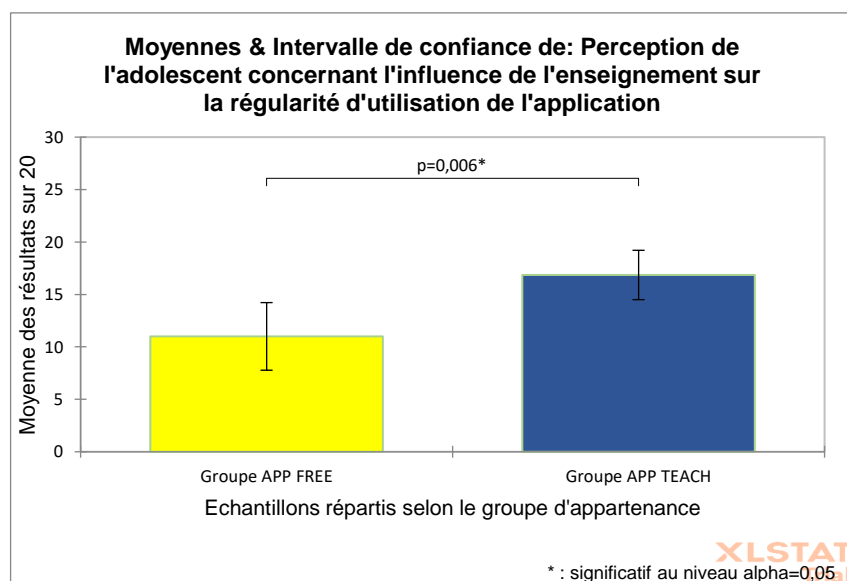 Moyennes & Intervalle de confiance de: Perception de
l'adolescent concernant l'influence de l'enseignement sur
la régularité d'utilisation de l'application
30
25
20
15
10
5
0
Moyenne des résultats sur 20
p=0,006*
Groupe APP FREE
Groupe APP TEACH
Echantillons répartis selon le groupe d'appartenance
XLSTAT
* : significatif au niveau alpha=0,05